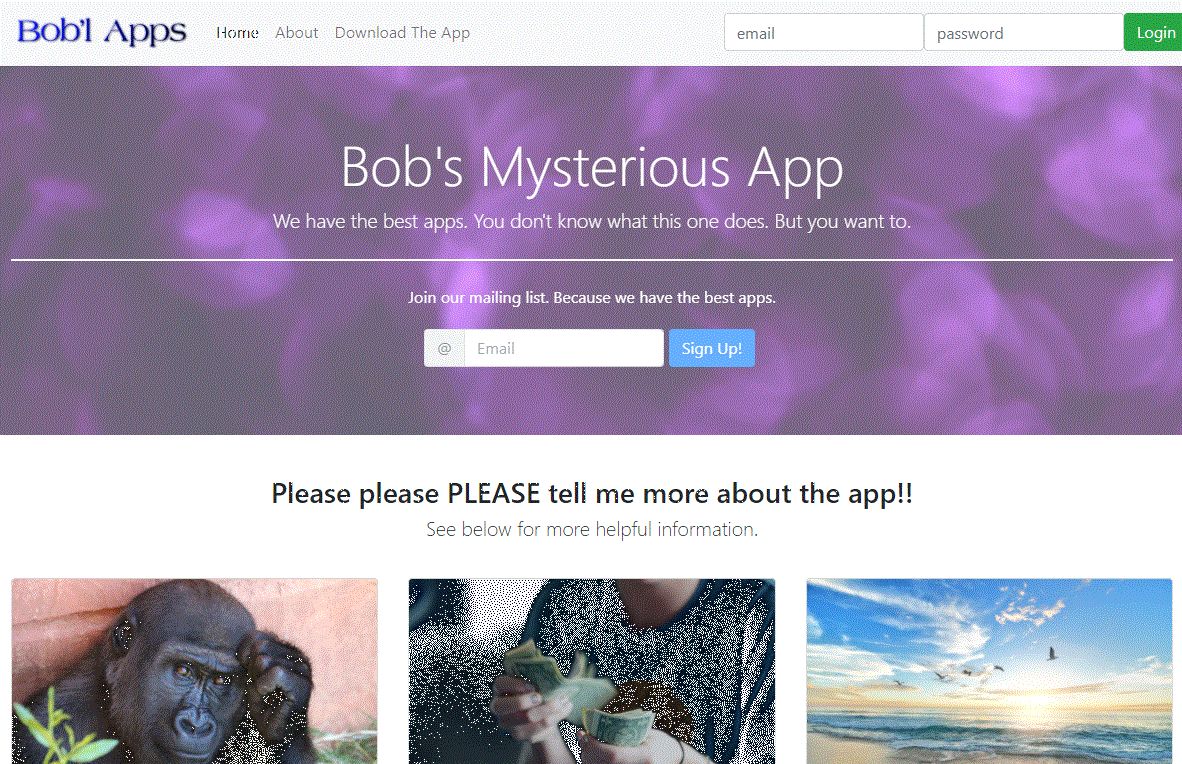 Bob'l Apps
Home About Download The App
email password Login
Bob's Mysterious App
We have the best apps. You don't know what this one does. But you want to.
Join our mailing list. Because we have the best apps.
@ Email Sign Up!
Please please PLEASE tell me more about the app!!
See below for more helpful information.